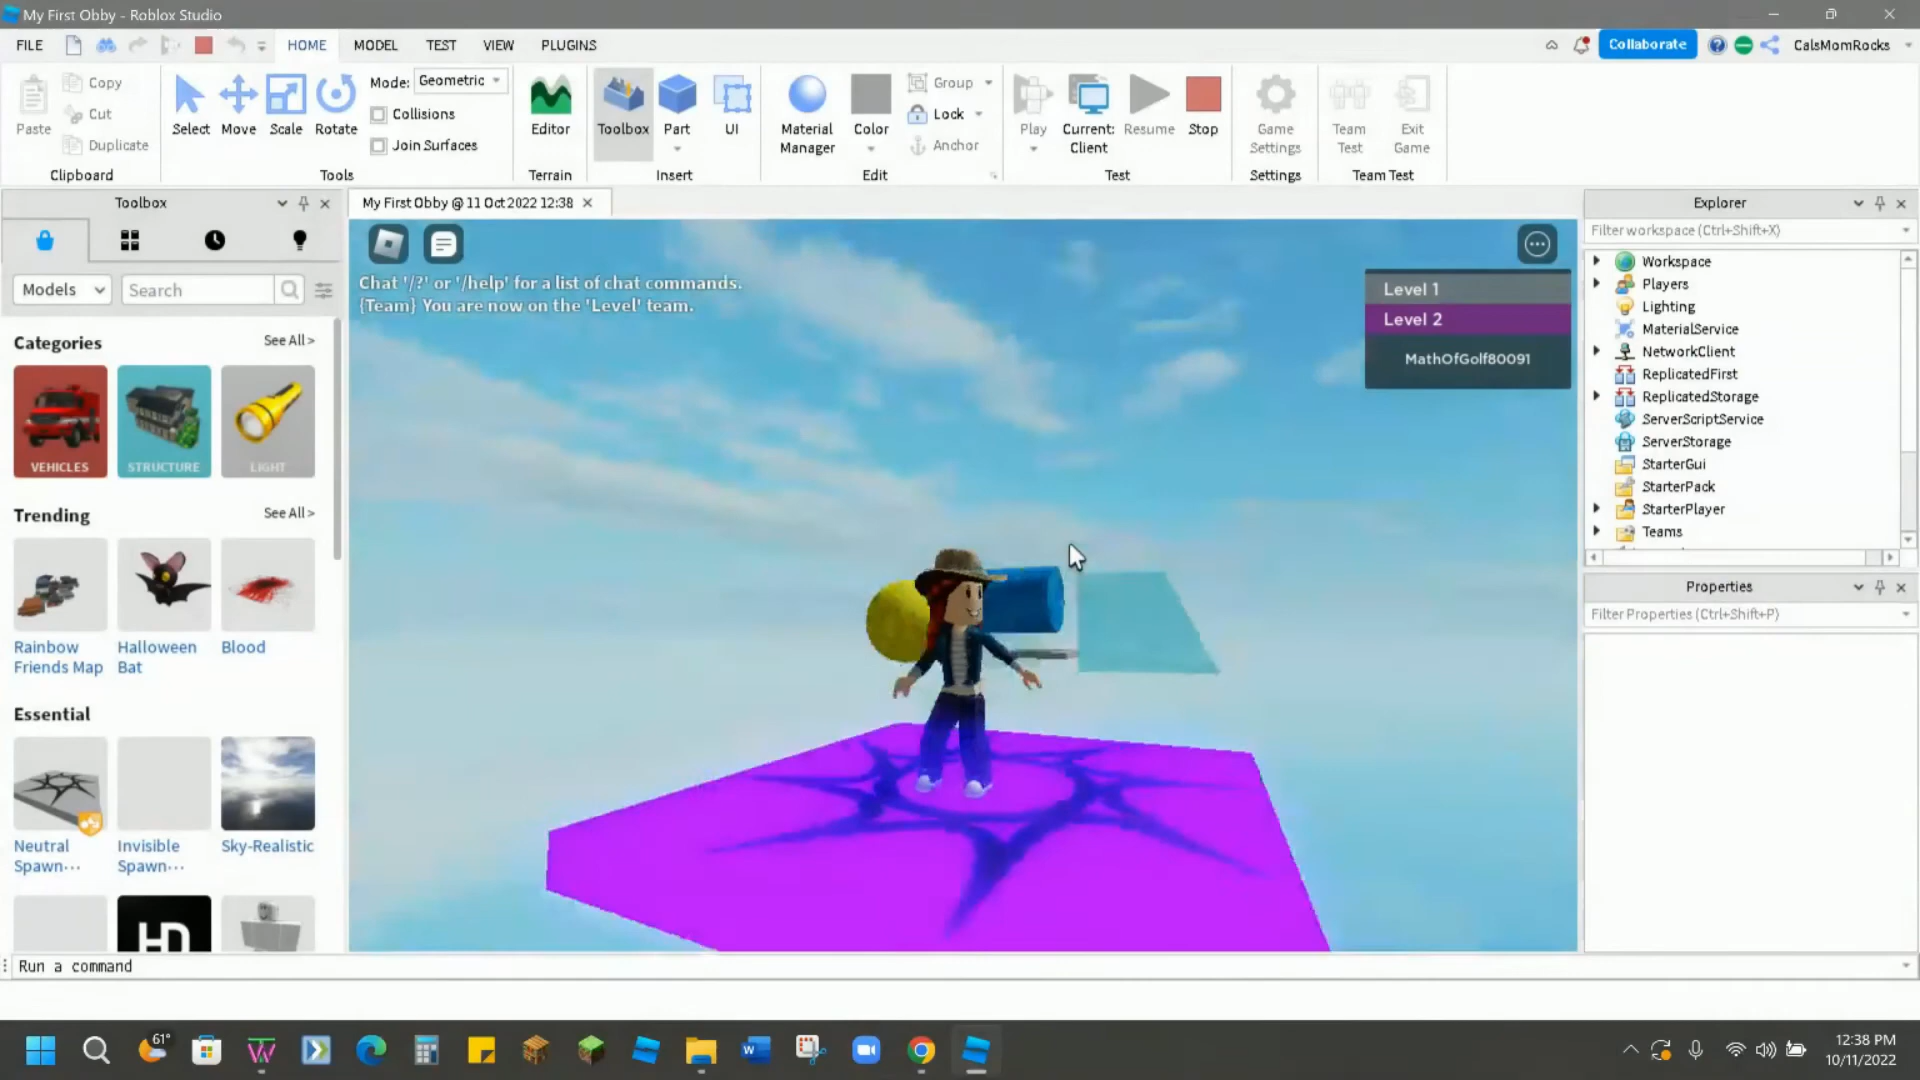 My First Obby - Roblox Studio
FILE HOME MODEL TEST VIEW PLUGINS Collaborate CalsMomRocks
Paste Copy Cut Duplicate Clipboard
Select Move Scale Rotate Mode: Geometric Collisions Join Surfaces Tools
Editor Terrain
Toolbox Part UI Insert
Material Manager Color Group Lock Anchor Edit
Play Current: Client Resume Stop Test
Game Settings Settings
Team Test Exit Game Team Test
Toolbox
My First Obby @ 11 Oct 2022 12:38
Explorer
Models Search
Categories See All >
VEHICLES STRUCTURE LIGHT
Trending See All >
Rainbow Friends Map
Halloween Bat
Blood
Essential
Neutral Spawn...
Invisible Spawn...
Sky-Realistic
HD
Chat '/?' or '/help' for a list of chat commands.
{Team} You are now on the 'Level' team.
Level 1
Level 2
MathOfGolf80091
Filter workspace (Ctrl+Shift+X)
Workspace
Players
Lighting
MaterialService
NetworkClient
ReplicatedFirst
ReplicatedStorage
ServerScriptService
ServerStorage
StarterGui
StarterPack
StarterPlayer
Teams
Properties
Filter Properties (Ctrl+Shift+P)
Run a command
61°
12:38 PM
10/11/2022